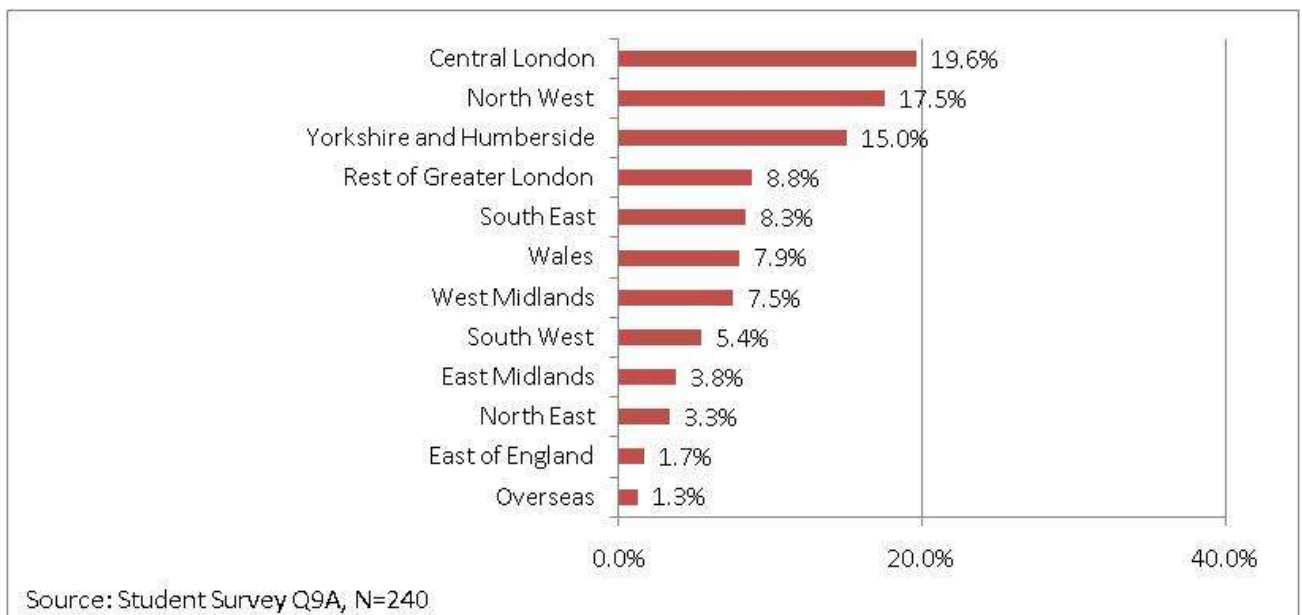 Central London 19.6%
North West 17.5%
Yorkshire and Humberside 15.0%
Rest of Greater London 8.8%
South East 8.3%
Wales 7.9%
West Midlands 7.5%
South West 5.4%
East Midlands 3.8%
North East 3.3%
East of England 1.7%
Overseas 1.3%
0.0% 20.0% 40.0%
Source: Student Survey Q9A, N=240